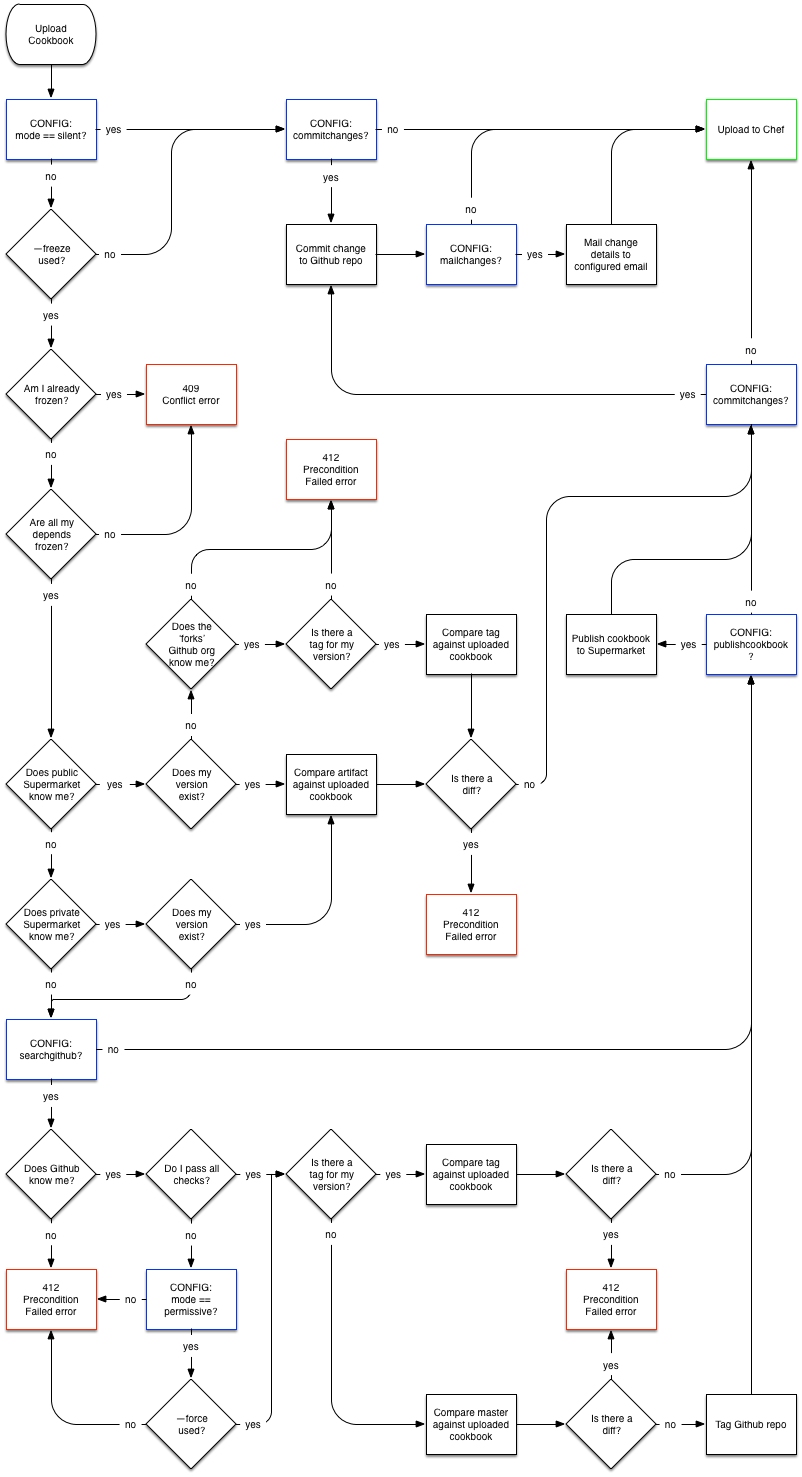 Upload
Cookbook
CONFIG:
mode == silent?
yes
CONFIG:
commitchanges?
no
Upload to Chef
no
yes
—freeze
used?
no
Commit change
to Github repo
no
CONFIG:
mailchanges?
yes
Mail change
details to
configured email
yes
no
Am I already
frozen?
yes
409
Conflict error
yes
CONFIG:
commitchanges?
no
412
Precondition
Failed error
Are all my
depends
frozen?
no
yes
no
no
no
Does the
'forks'
Github org
know me?
yes
Is there a
tag for my
version?
yes
Compare tag
against uploaded
cookbook
Publish cookbook
to Supermarket
yes
CONFIG:
publishcookbook
?
no
Does public
Supermarket
know me?
yes
Does my
version
exist?
yes
Compare artifact
against uploaded
cookbook
Is there a
diff?
no
no
yes
Does private
Supermarket
know me?
yes
Does my
version
exist?
yes
412
Precondition
Failed error
no
no
CONFIG:
searchgithub?
no
yes
Does Github
know me?
yes
Do I pass all
checks?
yes
Is there a
tag for my
version?
yes
Compare tag
against uploaded
cookbook
Is there a
diff?
no
no
no
no
yes
412
Precondition
Failed error
no
CONFIG:
mode ==
permissive?
412
Precondition
Failed error
yes
yes
no
—force
used?
yes
Compare master
against uploaded
cookbook
Is there a
diff?
no
Tag Github repo